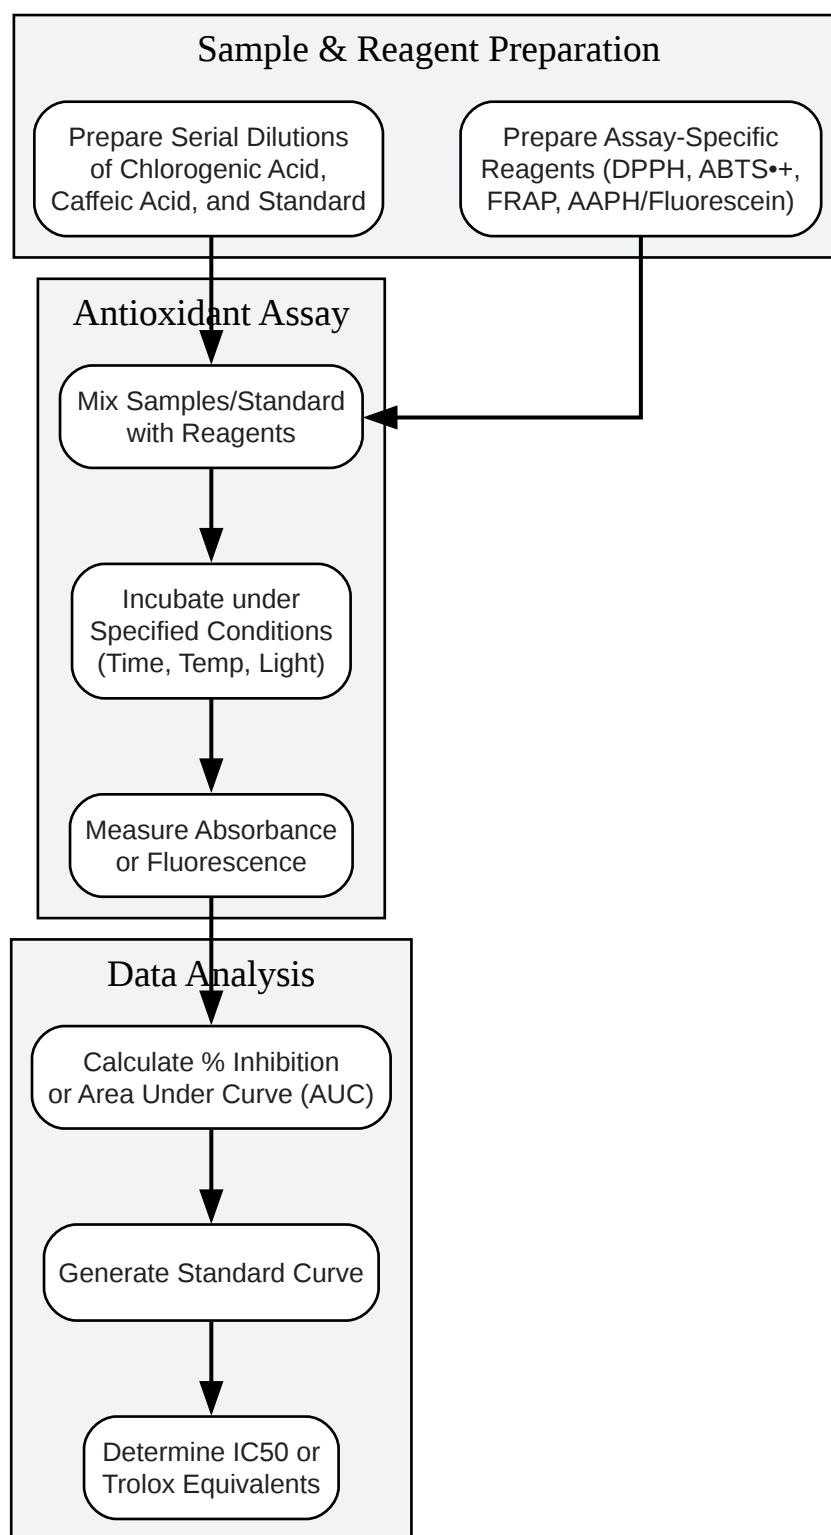 Sample & Reagent Preparation
Prepare Serial Dilutions
of Chlorogenic Acid,
Caffeic Acid, and Standard
Prepare Assay-Specific
Reagents (DPPH, ABTS•+,
FRAP, AAPH/Fluorescein)
Antioxidant Assay
Mix Samples/Standard
with Reagents
Incubate under
Specified Conditions
(Time, Temp, Light)
Measure Absorbance
or Fluorescence
Data Analysis
Calculate % Inhibition
or Area Under Curve (AUC)
Generate Standard Curve
Determine IC50 or
Trolox Equivalents